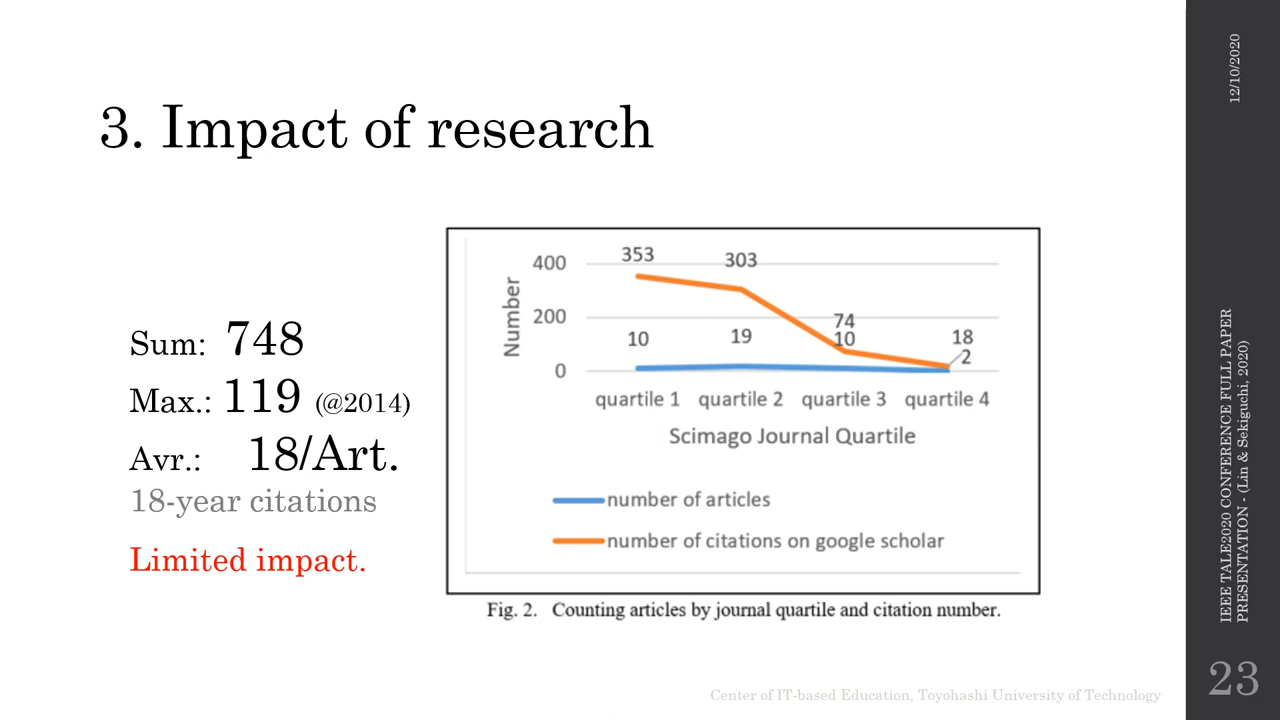 3. Impact of research
Sum: 748
Max.: 119 (@2014)
Avr.: 18/Art.
18-year citations
Limited impact.
Number
400
200
0
353
303
74
18
10
19
10
2
quartile 1
quartile 2
quartile 3
quartile 4
Scimago Journal Quartile
number of articles
number of citations on google scholar
Fig. 2. Counting articles by journal quartile and citation number.
12/10/2020
IEEE TALE2020 CONFERENCE FULL PAPER
PRESENTATION - (Lin & Sekiguchi, 2020)
23
Center of IT-based Education, Toyohashi University of Technology